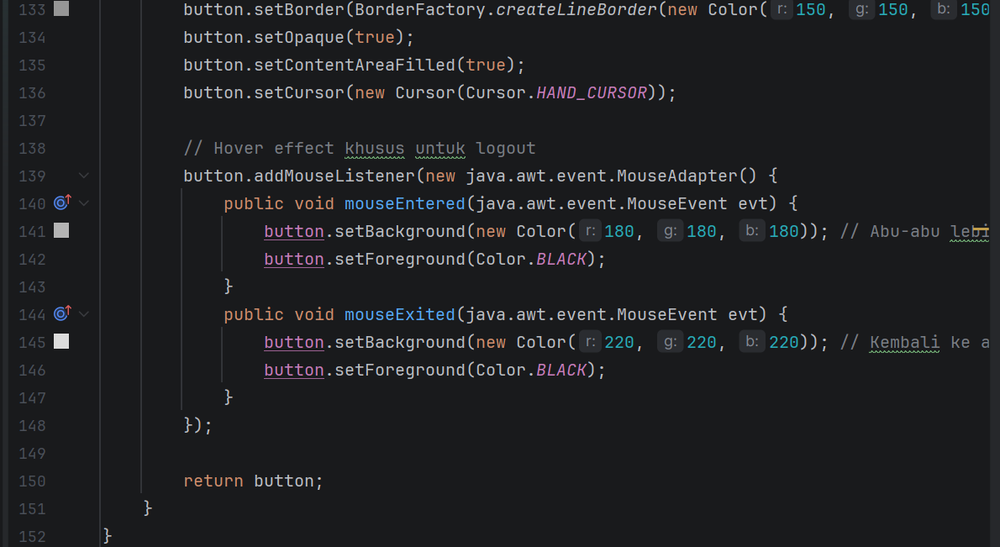 133 button.setBorder(BorderFactory.createLineBorder(new Color( r: 150, g: 150, b: 150
134 button.setOpaque(true);
135 button.setContentAreaFilled(true);
136 button.setCursor(new Cursor(Cursor.HAND_CURSOR));
137
138 // Hover effect khusus untuk logout
139 button.addMouseListener(new java.awt.event.MouseAdapter() {
140 public void mouseEntered(java.awt.event.MouseEvent evt) {
141 button.setBackground(new Color( r: 180, g: 180, b: 180)); // Abu-abu lebi
142 button.setForeground(Color.BLACK);
143 }
144 public void mouseExited(java.awt.event.MouseEvent evt) {
145 button.setBackground(new Color( r: 220, g: 220, b: 220)); // Kembali ke a
146 button.setForeground(Color.BLACK);
147 }
148 });
149
150 return button;
151 }
152 }